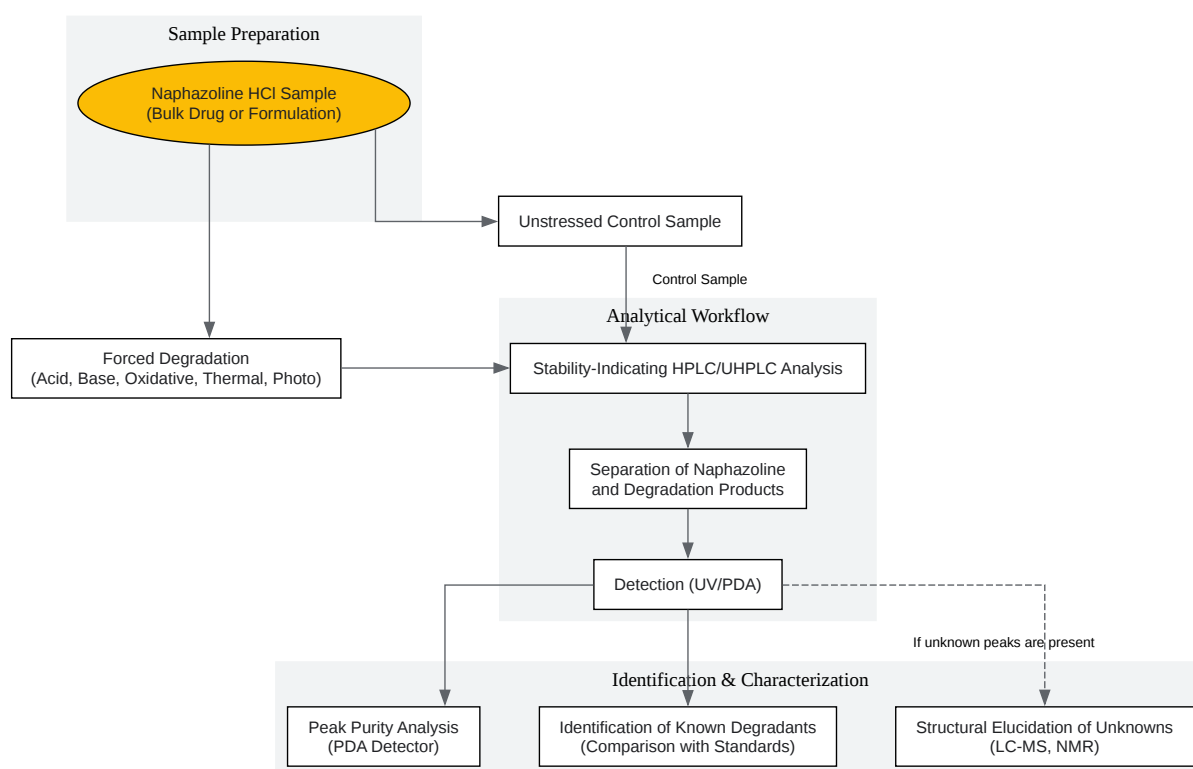 Sample Preparation
Naphazoline HCl Sample
(Bulk Drug or Formulation)
Unstressed Control Sample
Control Sample
Analytical Workflow
Forced Degradation
(Acid, Base, Oxidative, Thermal, Photo)
Stability-Indicating HPLC/UHPLC Analysis
Separation of Naphazoline
and Degradation Products
Detection (UV/PDA)
If unknown peaks are present
Identification & Characterization
Peak Purity Analysis
(PDA Detector)
Identification of Known Degradants
(Comparison with Standards)
Structural Elucidation of Unknowns
(LC-MS, NMR)